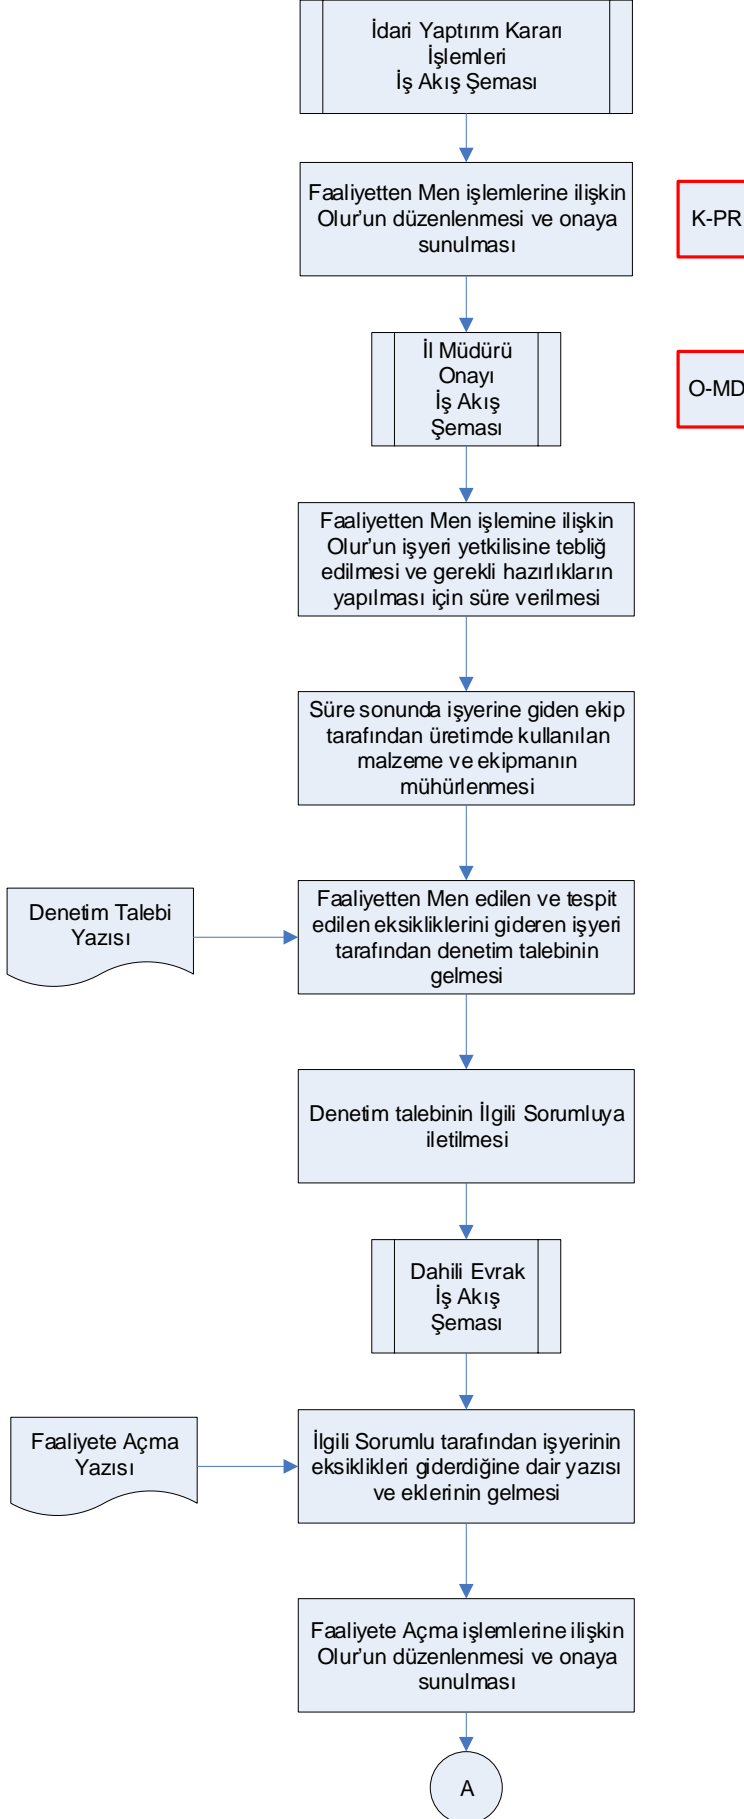 İdari Yaptırım Kararı
İşlemleri
İş Akış Şeması
Faaliyetten Men işlemlerine ilişkin
Olur’un düzenlenmesi ve onaya
sunulması
K-PR
İl Müdürü
Onayı
İş Akış
Şeması
O-MD
Faaliyetten Men işlemine ilişkin
Olur’un işyeri yetkilisine tebliğ
edilmesi ve gerekli hazırlıkların
yapılması için süre verilmesi
Süre sonunda işyerine giden ekip
tarafından üretimde kullanılan
malzeme ve ekipmanın
mühürlenmesi
Denetim Talebi
Yazısı
Faaliyetten Men edilen ve tespit
edilen eksikliklerini gideren işyeri
tarafından denetim talebinin
gelmesi
Denetim talebinin İlgili Sorumluya
iletilmesi
Dahili Evrak
İş Akış
Şeması
Faaliyete Açma
Yazısı
İlgili Sorumlu tarafından işyerinin
eksiklikleri giderdiğine dair yazısı
ve eklerinin gelmesi
Faaliyete Açma işlemlerine ilişkin
Olur’un düzenlenmesi ve onaya
sunulması
A